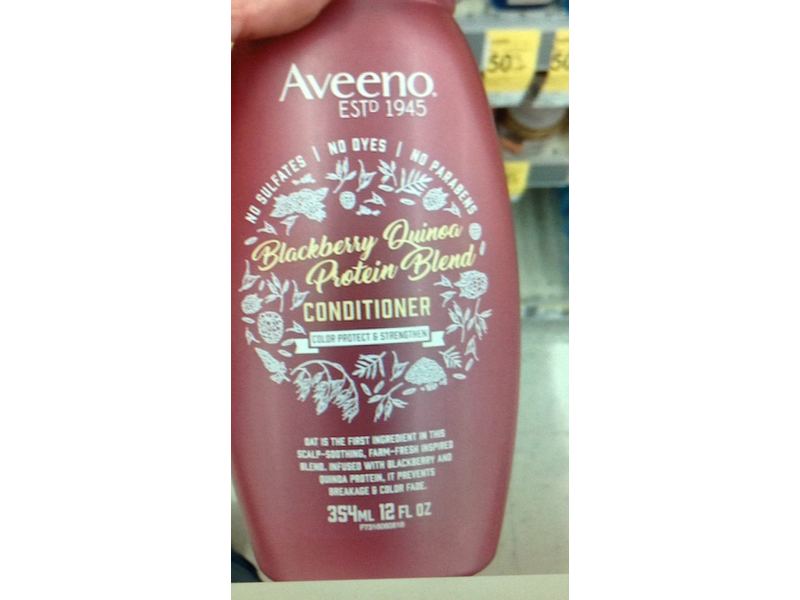 Aveeno.
ESTD 1945
NO SULFATES | NO DYES | NO PARABENS
Blackberry Quinoa
Protein Blend
CONDITIONER
COLOR PROTECT & STRENGTHEN
OAT IS THE FIRST INGREDIENT IN THIS
SCALP-SOOTHING, FARM-FRESH INSPIRED
BLEND. INFUSED WITH BLACKBERRY AND
QUINOA PROTEIN, IT PREVENTS
BREAKAGE & COLOR FADE.
354ML 12 FL OZ
50
50